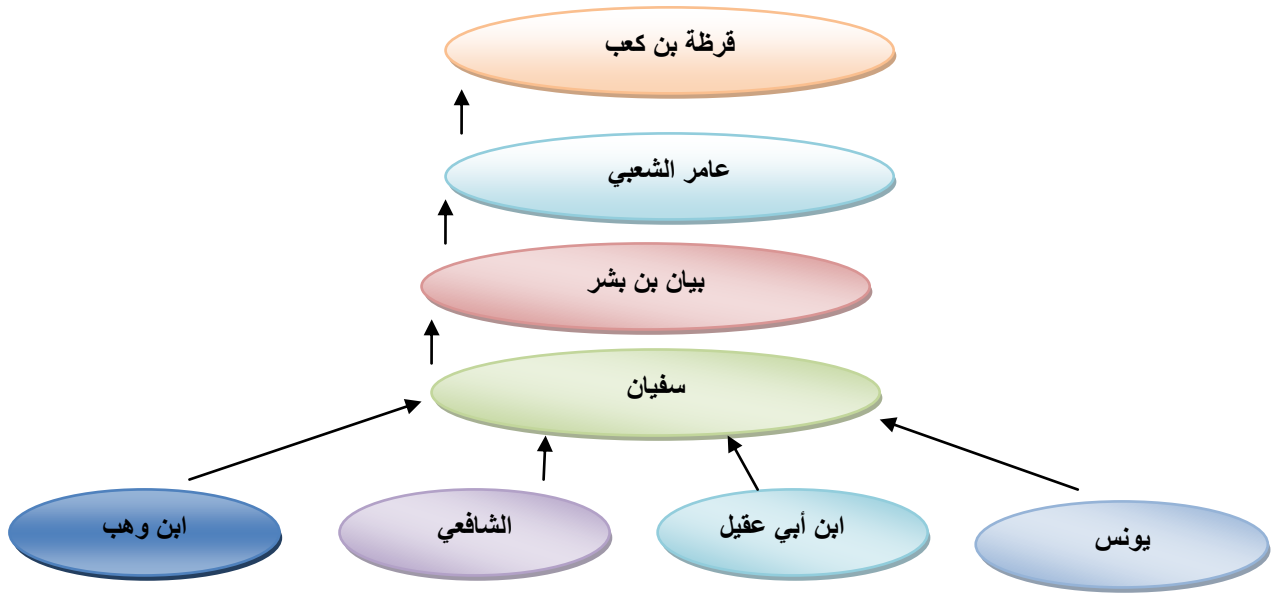 قرظة بن كعب
عامر الشعبي
بيان بن بشر
سفيان
يونس
ابن أبي عقيل
الشافعي
ابن وهب